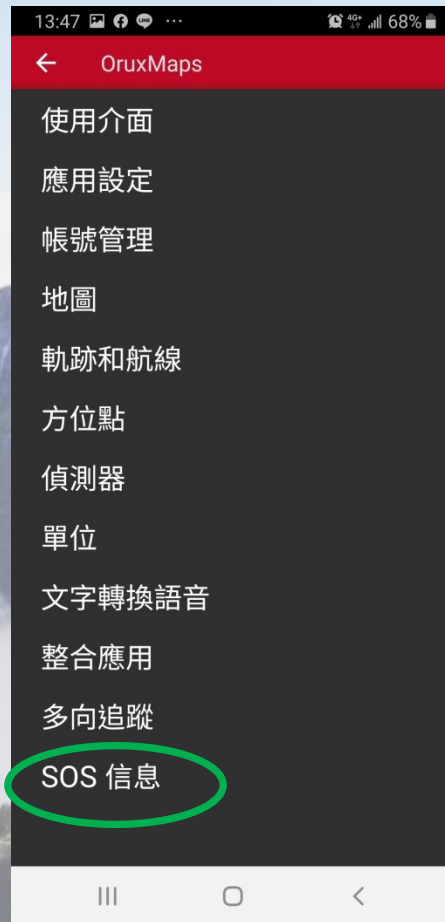 13:47 4G+ 68%
OruxMaps
使用介面
應用設定
帳號管理
地圖
軌跡和航線
方位點
偵測器
單位
文字轉換語音
整合應用
多向追蹤
SOS 信息